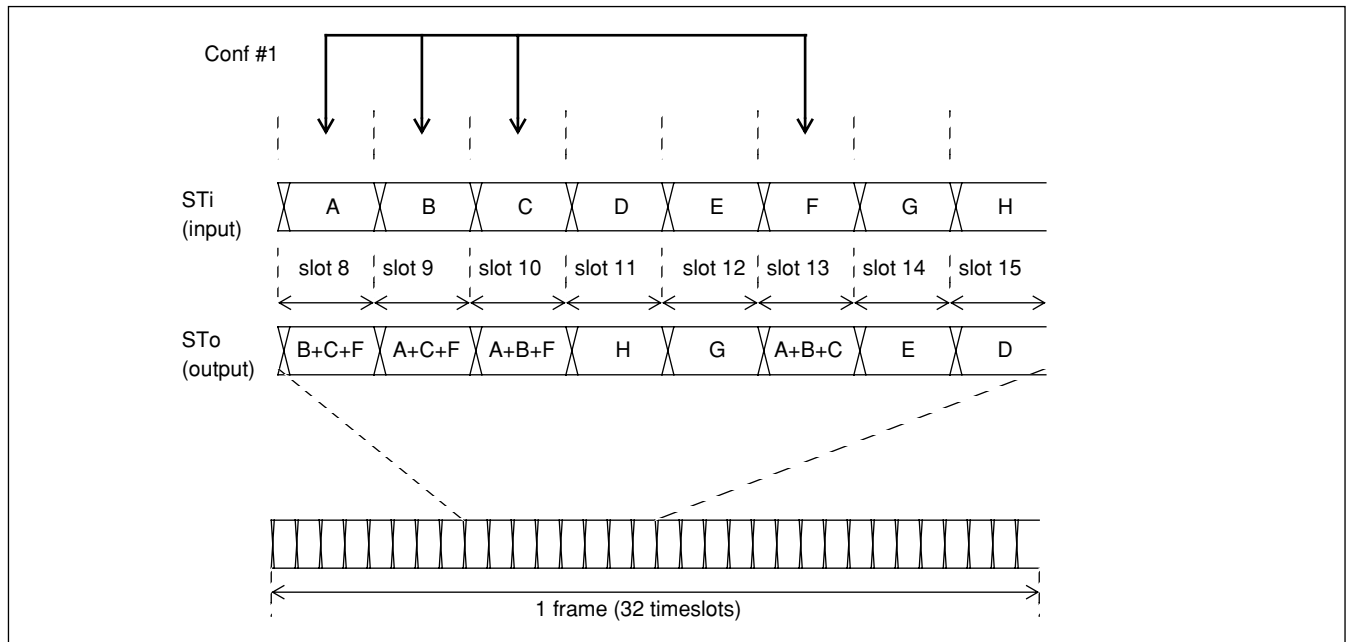 Conf #1
STi
(input)
A B C D E F G H
slot 8 slot 9 slot 10 slot 11 slot 12 slot 13 slot 14 slot 15
STo
(output)
B+C+F A+C+F A+B+F H G A+B+C E D
1 frame (32 timeslots)